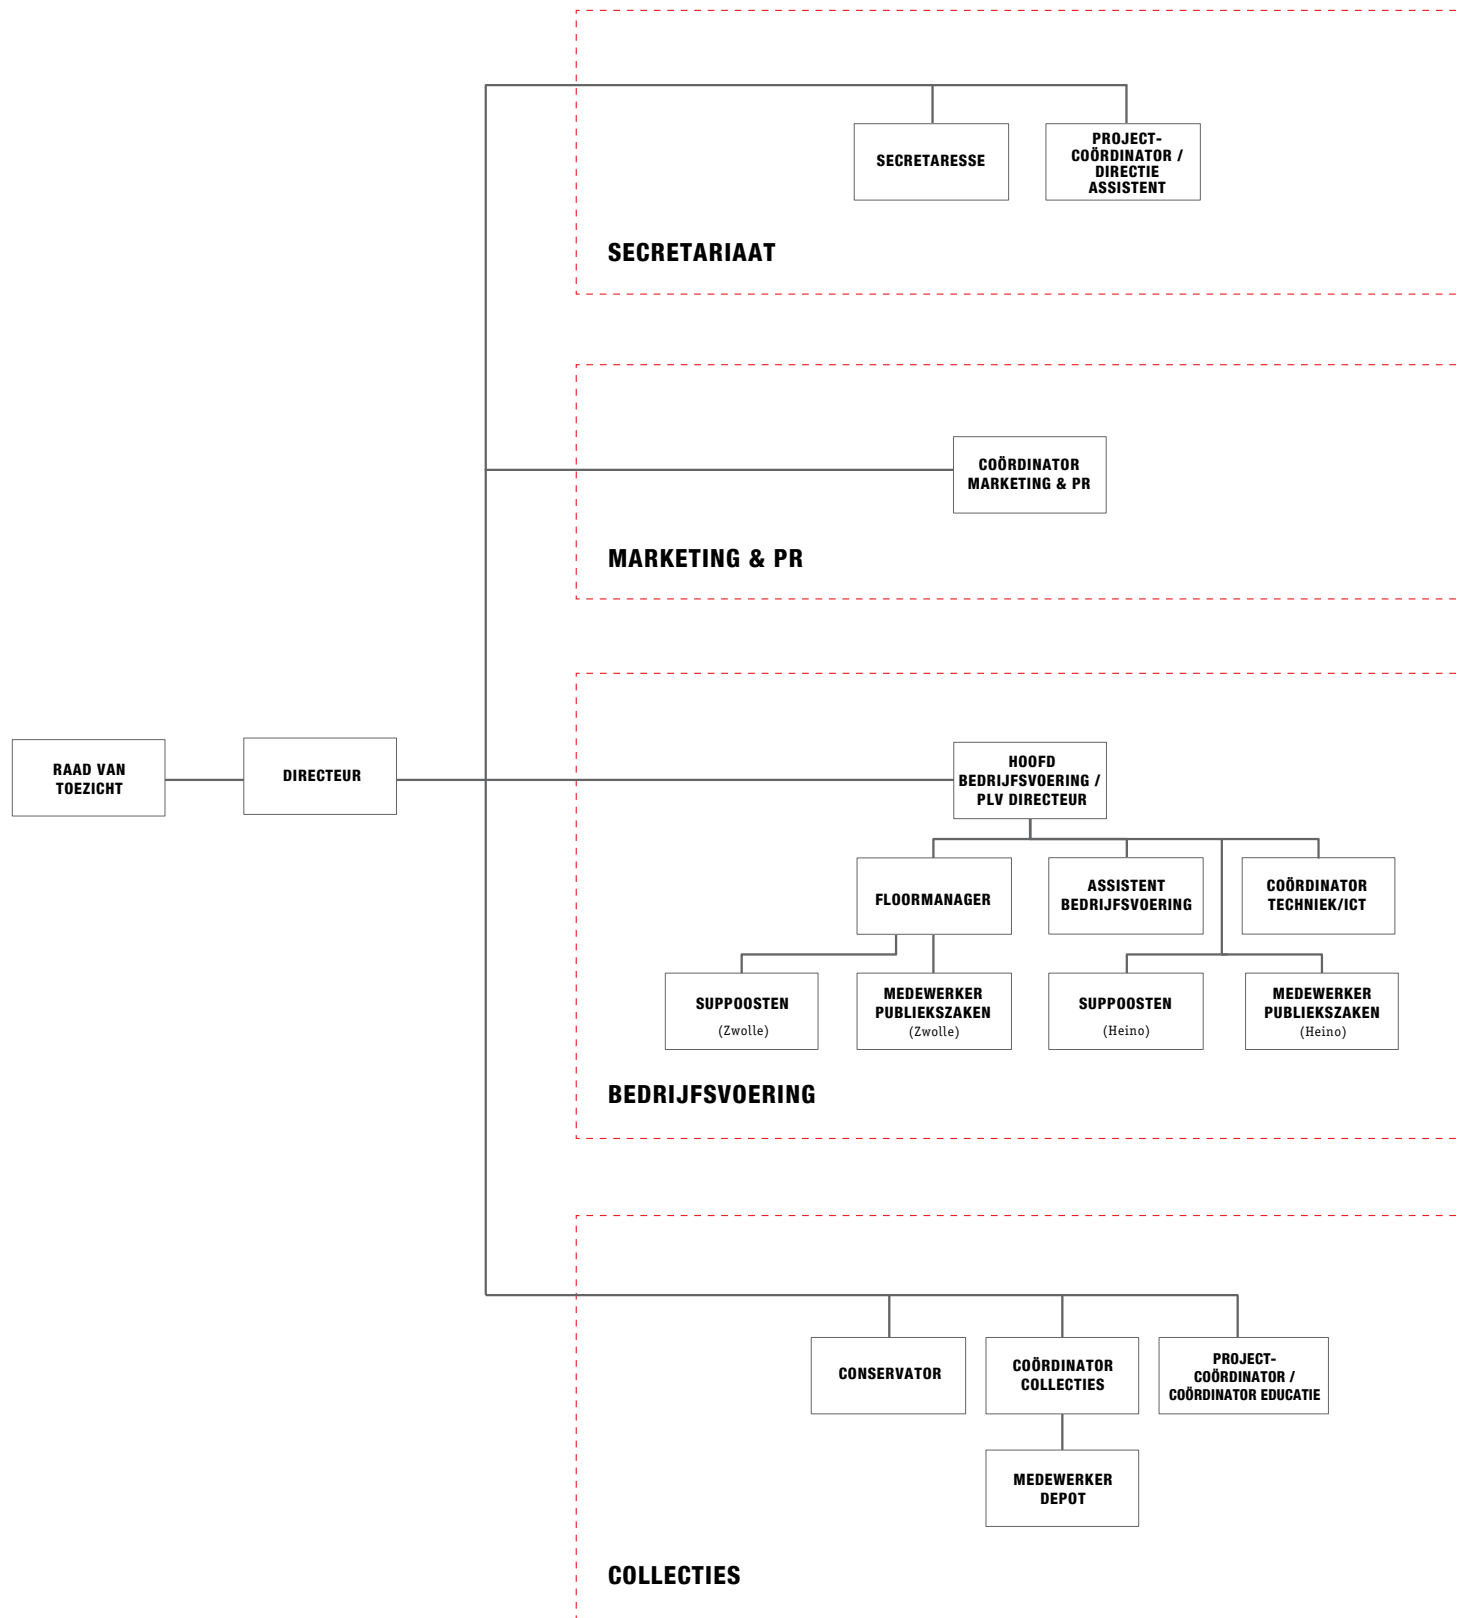 SECRETARESSE
PROJECT-
COÖRDINATOR /
DIRECTIE
ASSISTENT
SECRETARIAAT
COÖRDINATOR
MARKETING & PR
MARKETING & PR
RAAD VAN
TOEZICHT
DIRECTEUR
HOOFD
BEDRIJFSVOERING /
PLV DIRECTEUR
FLOORMANAGER
ASSISTENT
BEDRIJFSVOERING
COÖRDINATOR
TECHNIEK/ICT
SUPPOOSTEN
(Zwolle)
MEDEWERKER
PUBLIEKSZAKEN
(Zwolle)
SUPPOOSTEN
(Heino)
MEDEWERKER
PUBLIEKSZAKEN
(Heino)
BEDRIJFSVOERING
CONSERVATOR
COÖRDINATOR
COLLECTIES
PROJECT-
COÖRDINATOR /
COÖRDINATOR EDUCATIE
MEDEWERKER
DEPOT
COLLECTIES